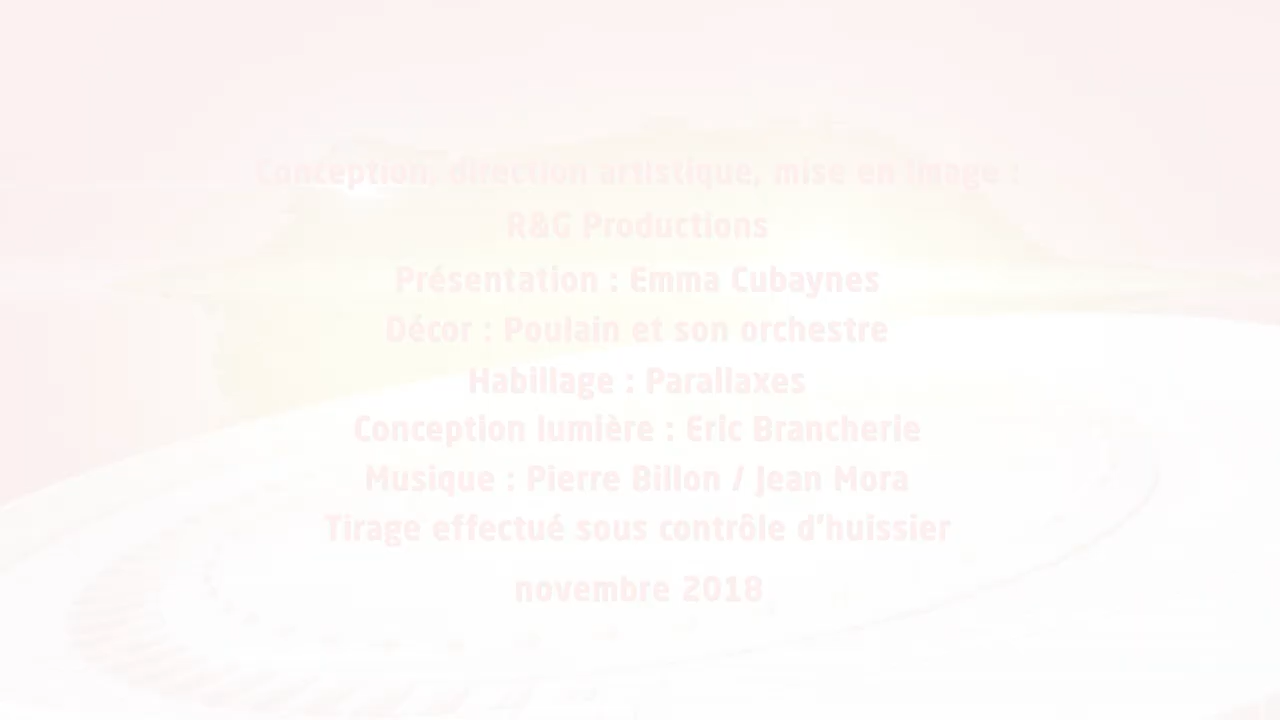 Conception, direction artistique, mise en image :
R&G Productions
Présentation : Emma Cubaynes
Décor : Poulain et son orchestre
Habillage : Parallaxes
Conception lumière : Eric Brancherie
Musique : Pierre Billon / Jean Mora
Tirage effectué sous contrôle d'huissier
novembre 2018